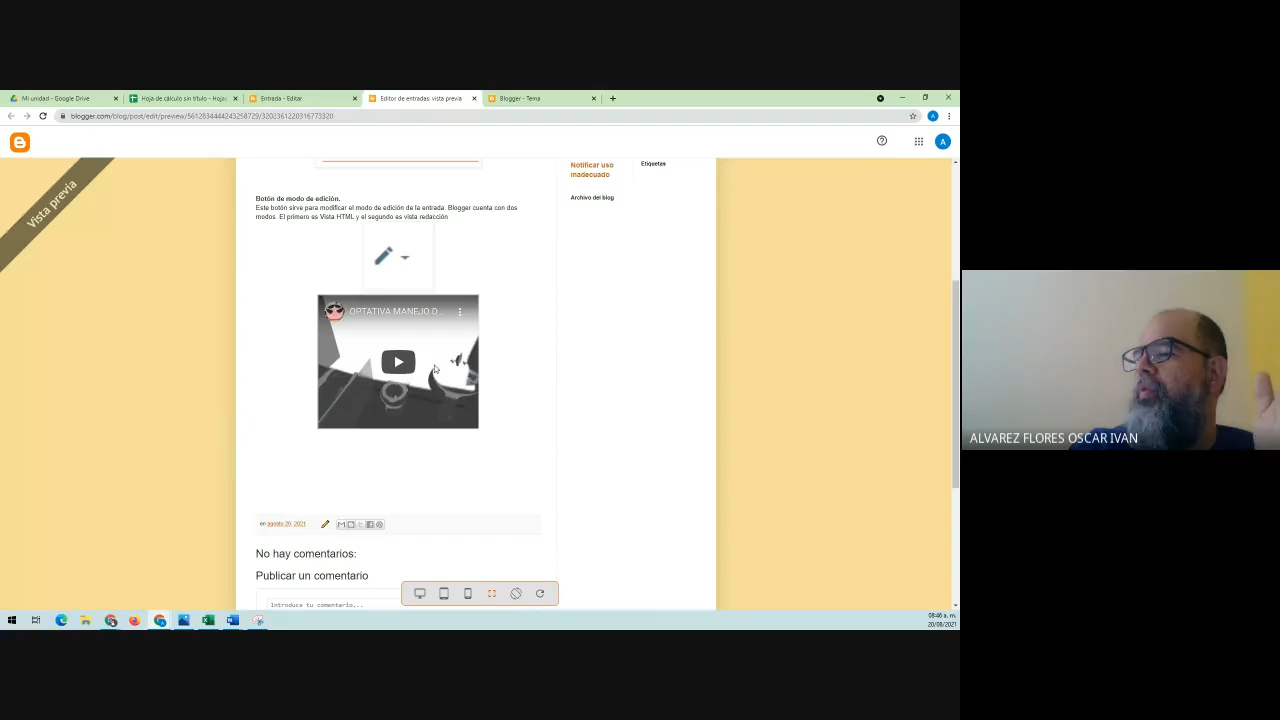 Mi unidad - Google Drive
Hoja de cálculo sin título - Hojas
Entrada - Editar
Editor de entradas: vista previa
Blogger - Tema
blogger.com/blog/post/edit/preview/5612834444243258729/3202361220316773320
A
A
Vista previa
Notificar uso
inadecuado
Etiquetas
Archivo del blog
Botón de modo de edición.
Este botón sirve para modificar el modo de edición de la entrada. Blogger cuenta con dos
modos. El primero es Vista HTML y el segundo es vista redacción
OPTATIVA MANEJO D...
ALVAREZ FLORES OSCAR IVAN
en agosto 20, 2021
No hay comentarios:
Publicar un comentario
Introduce tu comentario...
08:46 a. m.
20/08/2021